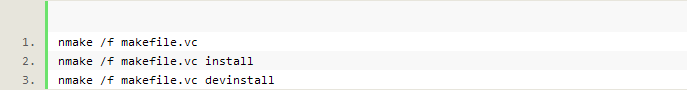 1. nmake /f makefile.vc
2. nmake /f makefile.vc install
3. nmake /f makefile.vc devinstall